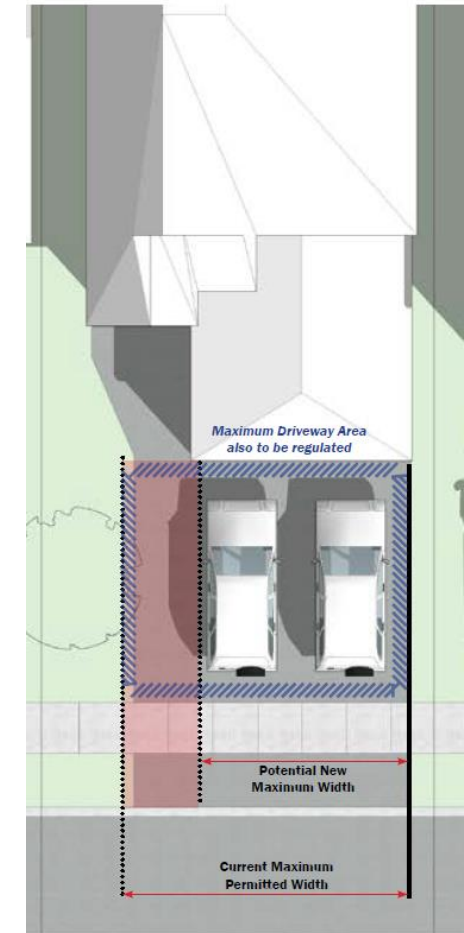 Maximum Driveway Area
also to be regulated
Potential New
Maximum Width
Current Maximum
Permitted Width